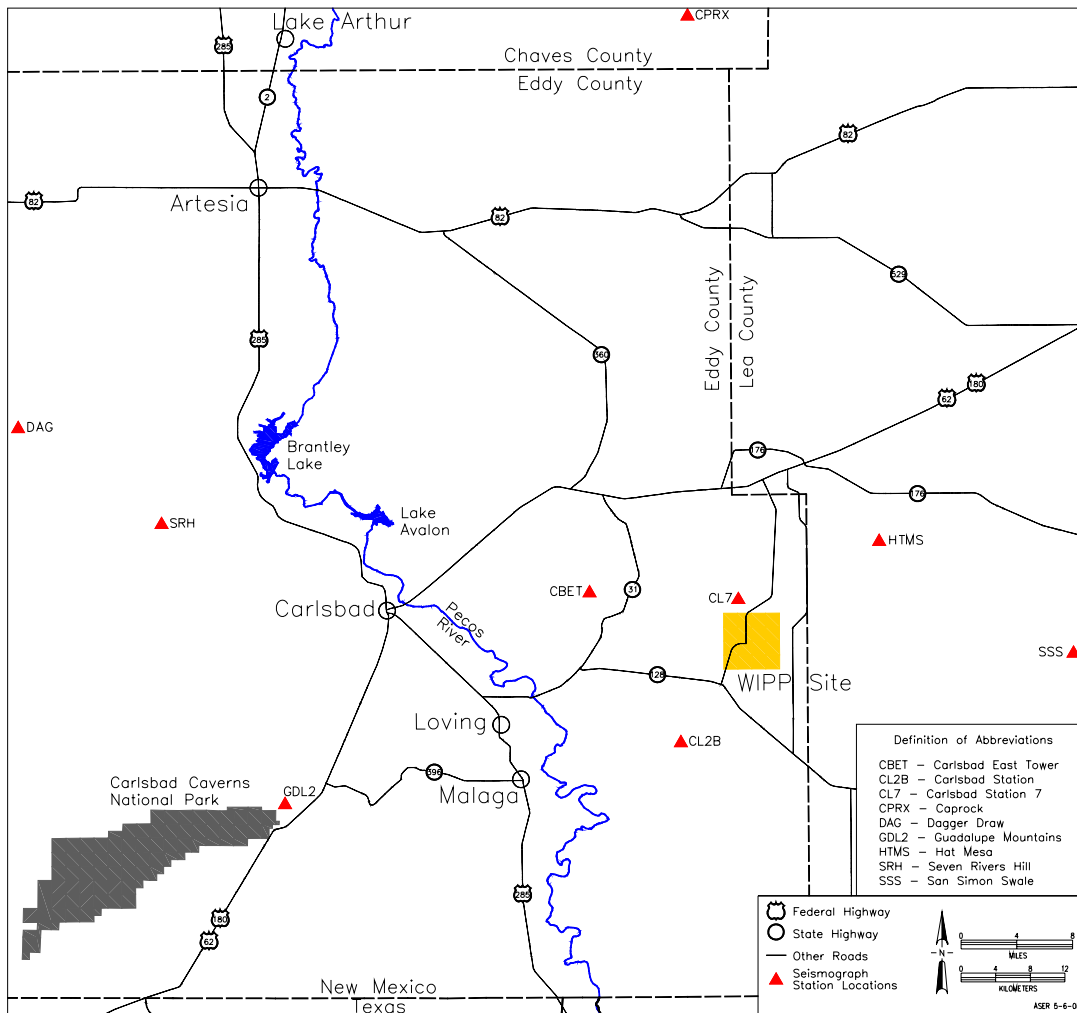 Lake Arthur
CPRX
285
Chaves County
Eddy County
2
82
82
Artesia
82
82
529
Eddy County
Lea County
285
360
180
62
DAG
Brantley
Lake
176
176
Lake
Avalon
SRH
HTMS
CBET
31
CL7
Carlsbad
Pecos
River
SSS
128
WIPP Site
Loving
CL2B
396
Malaga
Carlsbad Caverns
National Park
GDL2
285
180
62
New Mexico
Texas
Definition of Abbreviations
CBET – Carlsbad East Tower
CL2B – Carlsbad Station
CL7 – Carlsbad Station 7
CPRX – Caprock
DAG – Dagger Draw
GDL2 – Guadalupe Mountains
HTMS – Hat Mesa
SRH – Seven Rivers Hill
SSS – San Simon Swale
Federal Highway
State Highway
Other Roads
Seismograph
Station Locations
N
0 4 8
MILES
0 4 8 12
KILOMETERS
ASER 5-6-0